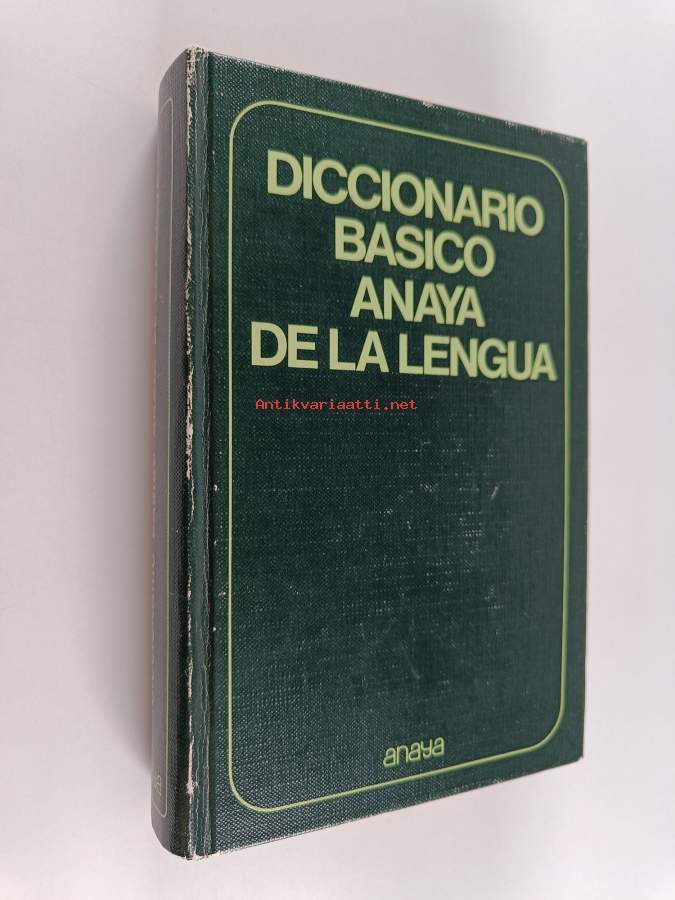 DICCIONARIO
BASICO
ANAYA
DE LA LENGUA
Antikvariaatti.net
anaya